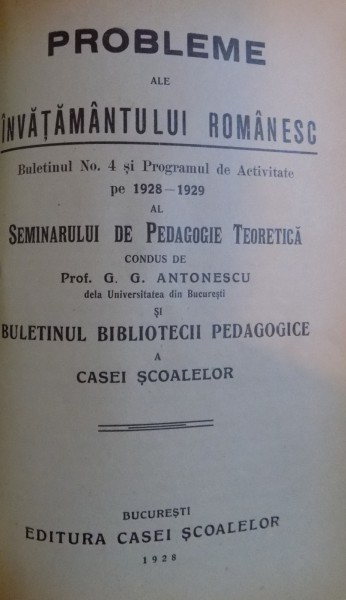 PROBLEME
ALE
ÎNVĂȚĂMÂNTULUI ROMÂNESC
Buletinul No. 4 și Programul de Activitate
pe 1928—1929
AL
SEMINARULUI DE PEDAGOGIE TEORETICĂ
CONDUS DE
Prof. G. G. ANTONESCU
dela Universitatea din București
ȘI
BULETINUL BIBLIOTECII PEDAGOGICE
A
CASEI ȘCOALELOR
BUCUREȘTI
EDITURA CASEI ȘCOALELOR
1928